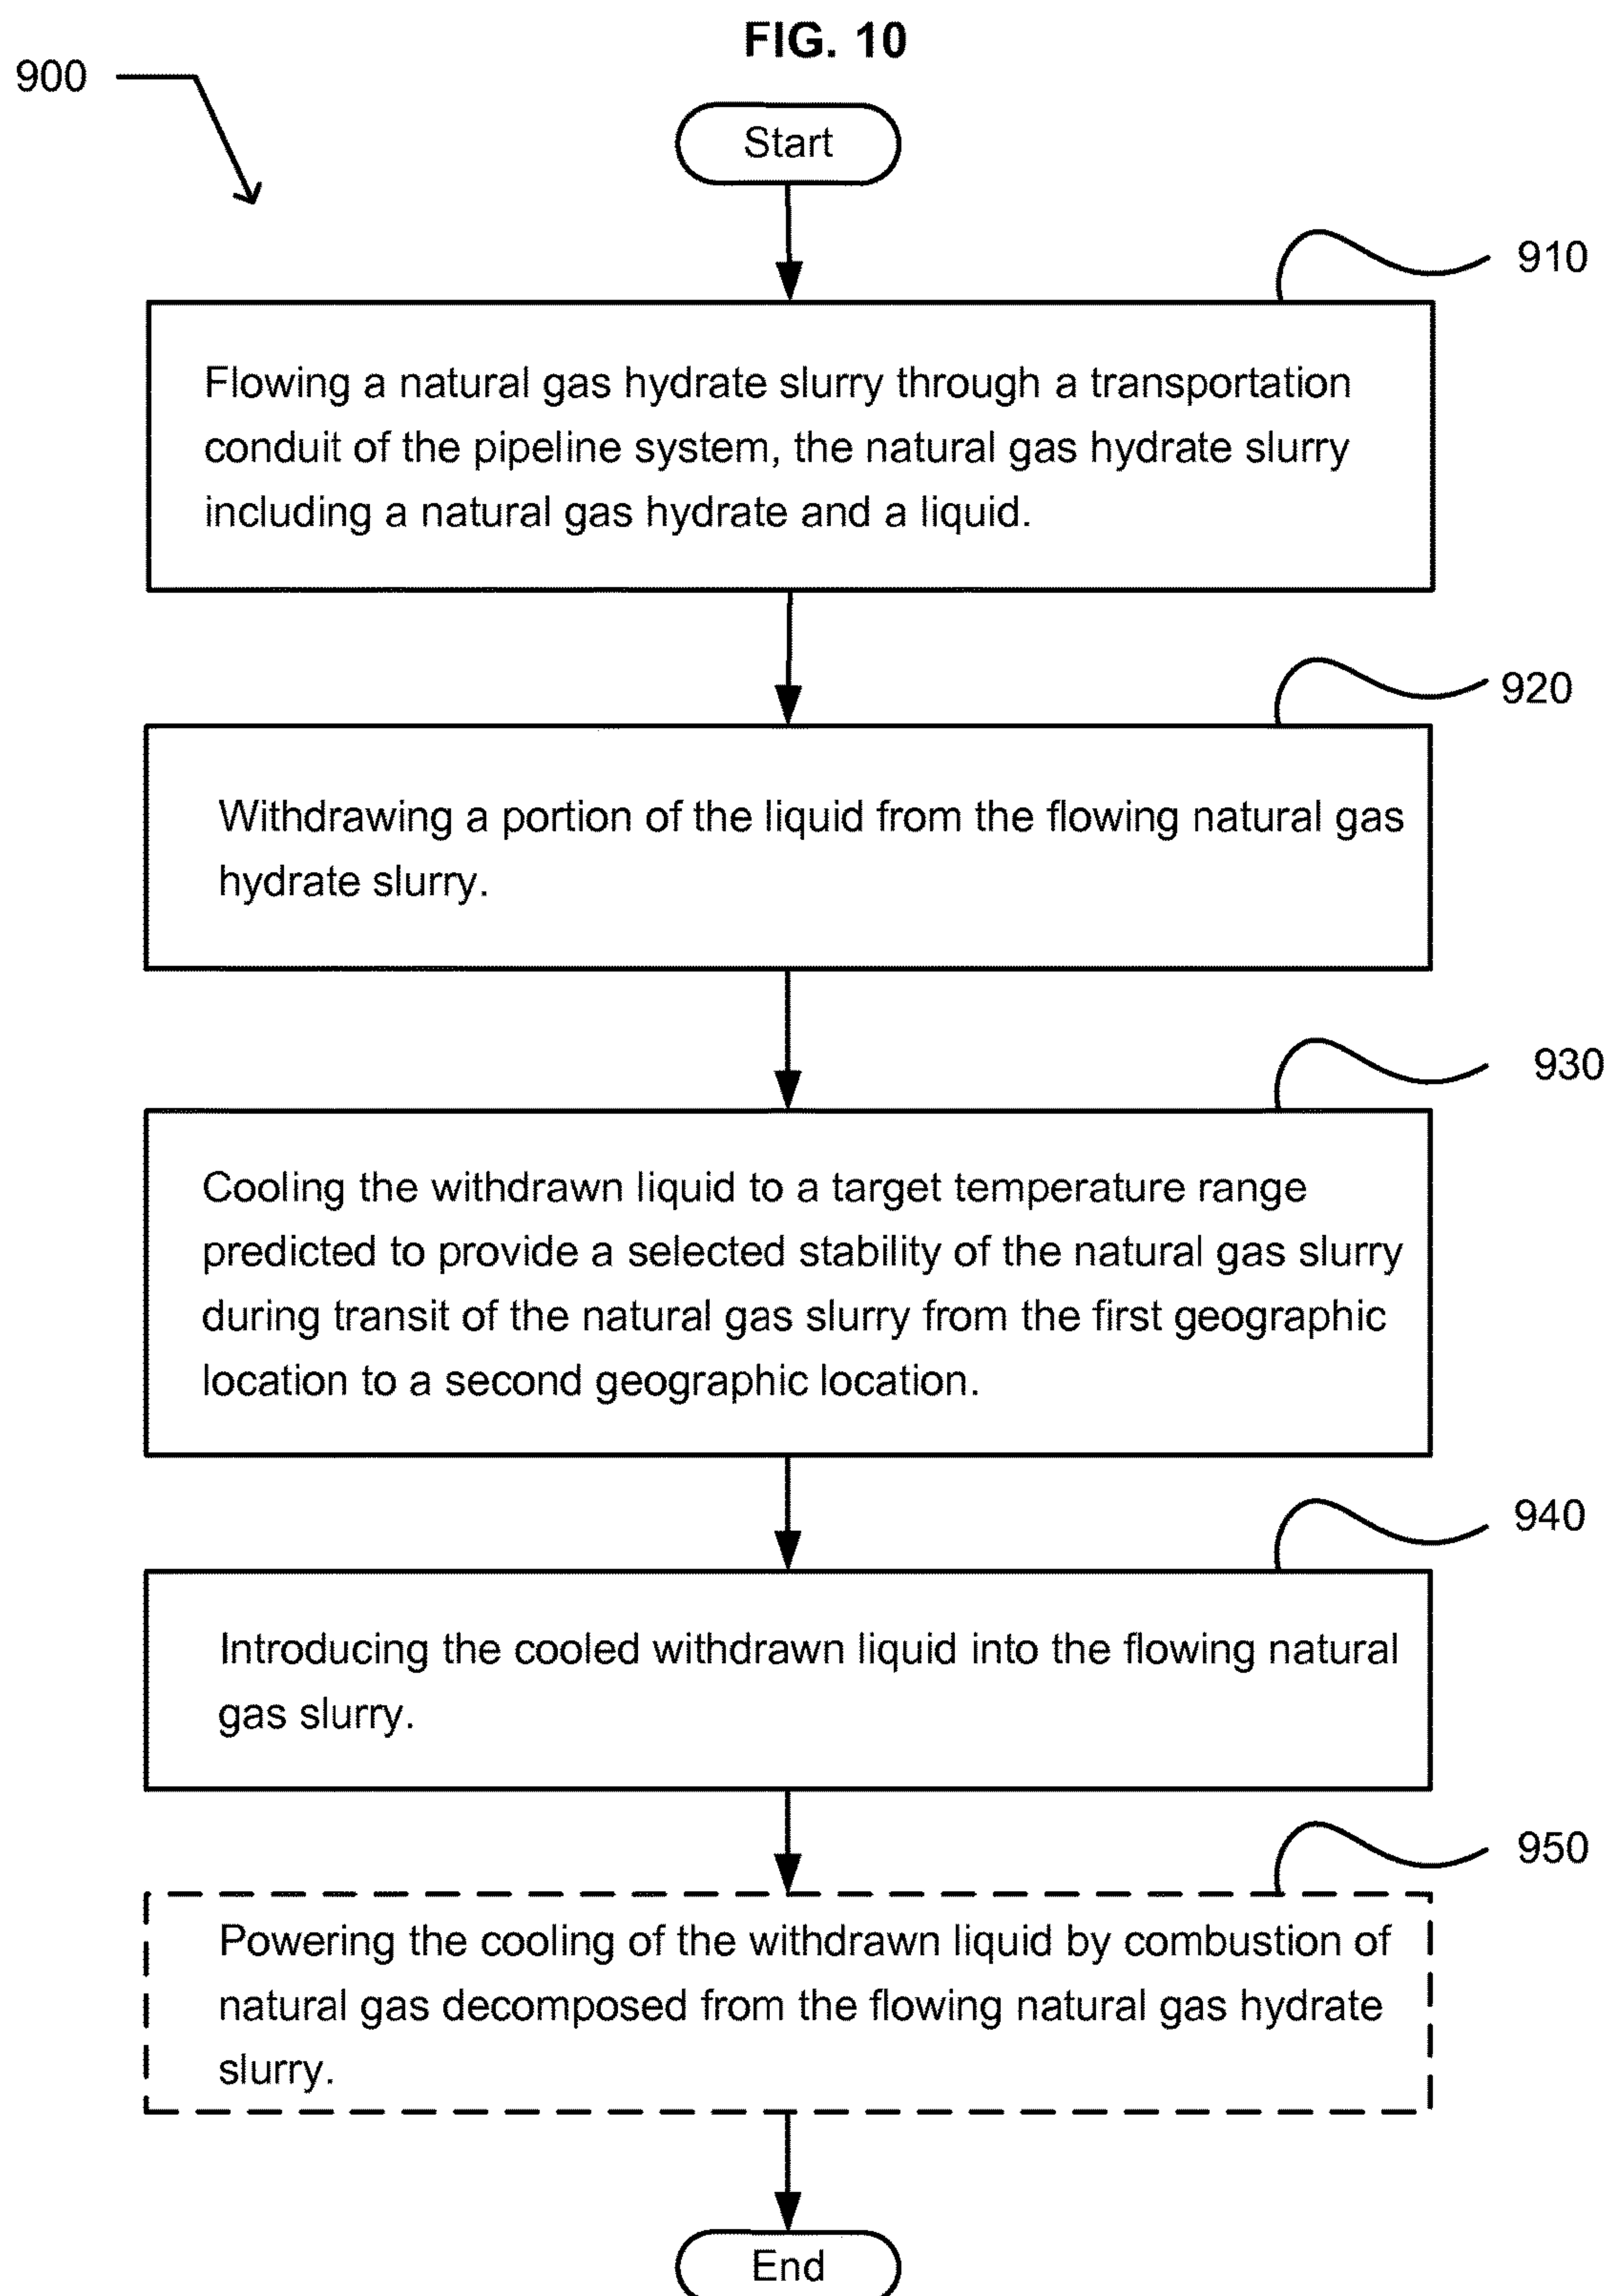 FIG. 10
900
Start
910
Flowing a natural gas hydrate slurry through a transportation
conduit of the pipeline system, the natural gas hydrate slurry
including a natural gas hydrate and a liquid.
920
Withdrawing a portion of the liquid from the flowing natural gas
hydrate slurry.
930
Cooling the withdrawn liquid to a target temperature range
predicted to provide a selected stability of the natural gas slurry
during transit of the natural gas slurry from the first geographic
location to a second geographic location.
940
Introducing the cooled withdrawn liquid into the flowing natural
gas slurry.
950
Powering the cooling of the withdrawn liquid by combustion of
natural gas decomposed from the flowing natural gas hydrate
slurry.
End